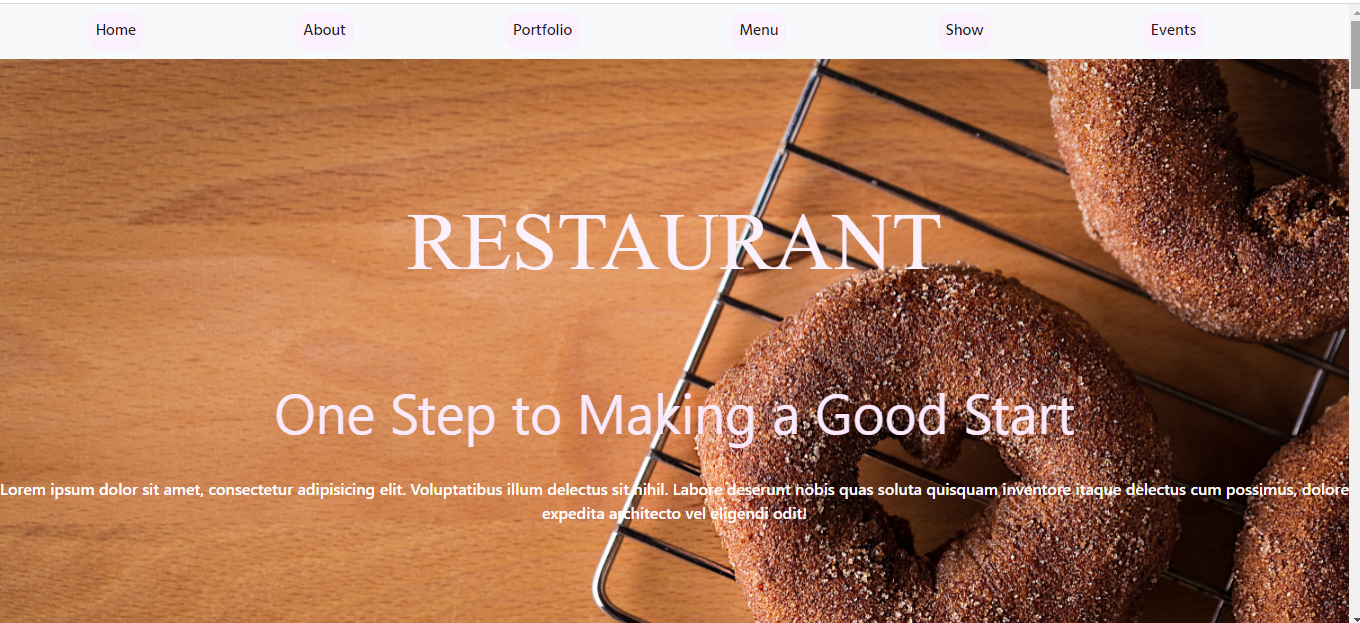 Home About Portfolio Menu Show Events
RESTAURANT
One Step to Making a Good Start
Lorem ipsum dolor sit amet, consectetur adipisicing elit. Voluptatibus illum delectus sit nihil. Labore deserunt nobis quas soluta quisquam inventore itaque delectus cum possimus, dolore
expedita architecto vel eligendi odit!